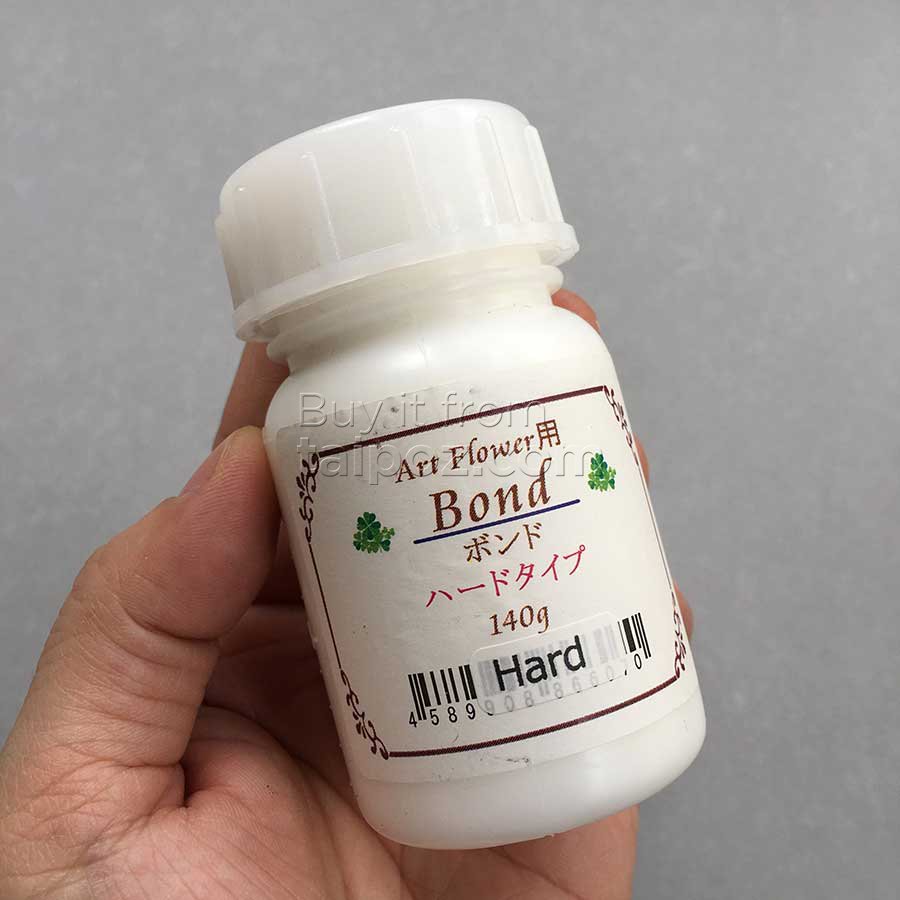 Buy it from
taipoz.com
Art Flower用
Bond
ボンド
ハードタイプ
140g
Hard
4589908866070